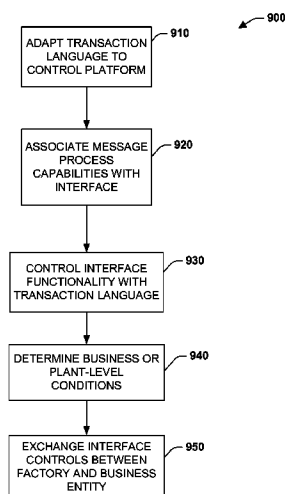 900
910
ADAPT TRANSACTION
LANGUAGE TO
CONTROL PLATFORM
920
ASSOCIATE MESSAGE
PROCESS
CAPABILITIES WITH
INTERFACE
930
CONTROL INTERFACE
FUNCTIONALITY WITH
TRANSACTION LANGUAGE
940
DETERMINE BUSINESS OR
PLANT-LEVEL
CONDITIONS
950
EXCHANGE INTERFACE
CONTROLS BETWEEN
FACTORY AND BUSINESS
ENTITY